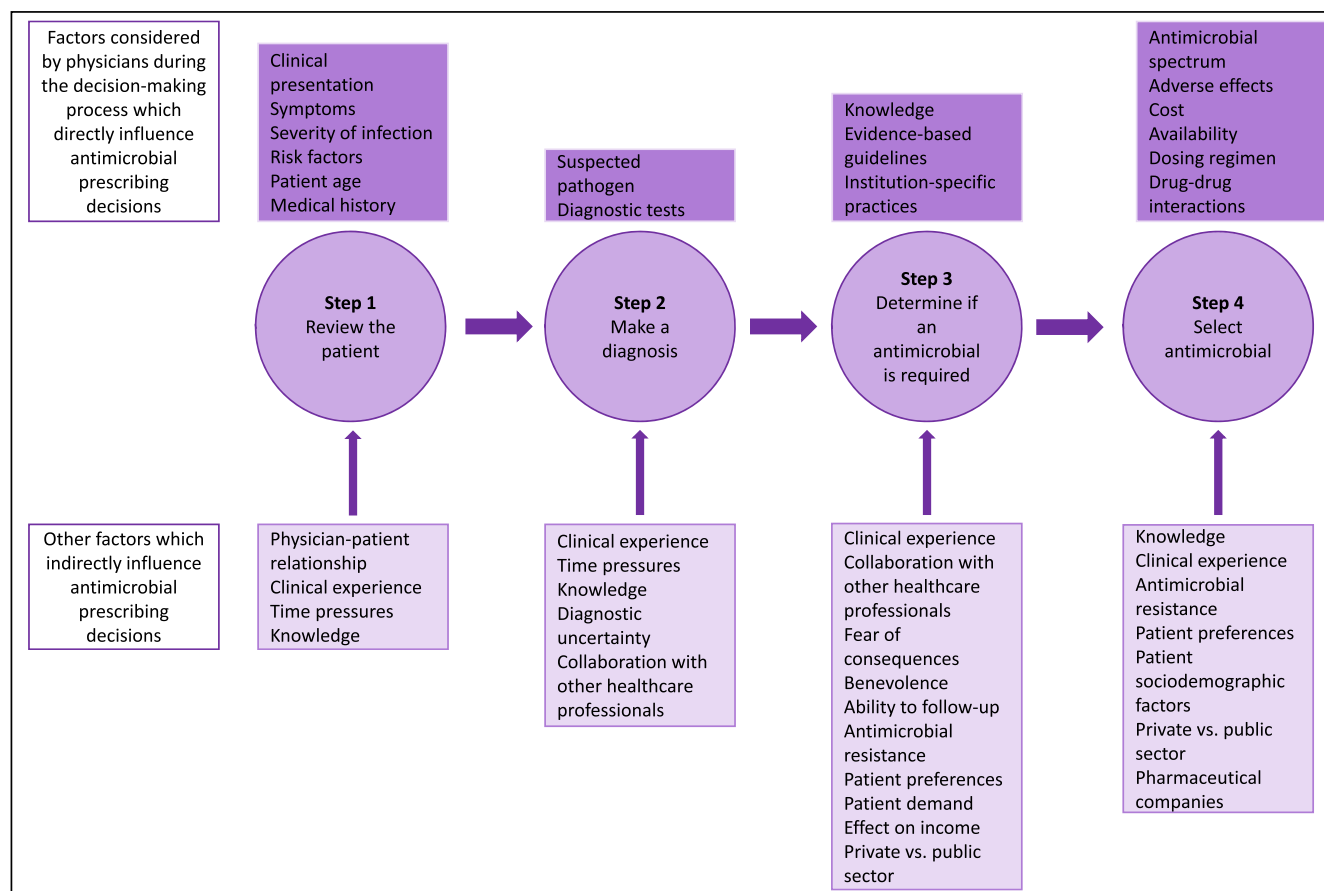 Factors considered
by physicians during
the decision-making
process which
directly influence
antimicrobial
prescribing
decisions
Clinical
presentation
Symptoms
Severity of infection
Risk factors
Patient age
Medical history
Suspected
pathogen
Diagnostic tests
Knowledge
Evidence-based
guidelines
Institution-specific
practices
Antimicrobial
spectrum
Adverse effects
Cost
Availability
Dosing regimen
Drug-drug
interactions
Step 1
Review the
patient
Step 2
Make a
diagnosis
Step 3
Determine if
an
antimicrobial
is required
Step 4
Select
antimicrobial
Other factors which
indirectly influence
antimicrobial
prescribing
decisions
Physician-patient
relationship
Clinical experience
Time pressures
Knowledge
Clinical experience
Time pressures
Knowledge
Diagnostic
uncertainty
Collaboration with
other healthcare
professionals
Clinical experience
Collaboration with
other healthcare
professionals
Fear of
consequences
Benevolence
Ability to follow-up
Antimicrobial
resistance
Patient preferences
Patient demand
Effect on income
Private vs. public
sector
Knowledge
Clinical experience
Antimicrobial
resistance
Patient preferences
Patient
sociodemographic
factors
Private vs. public
sector
Pharmaceutical
companies